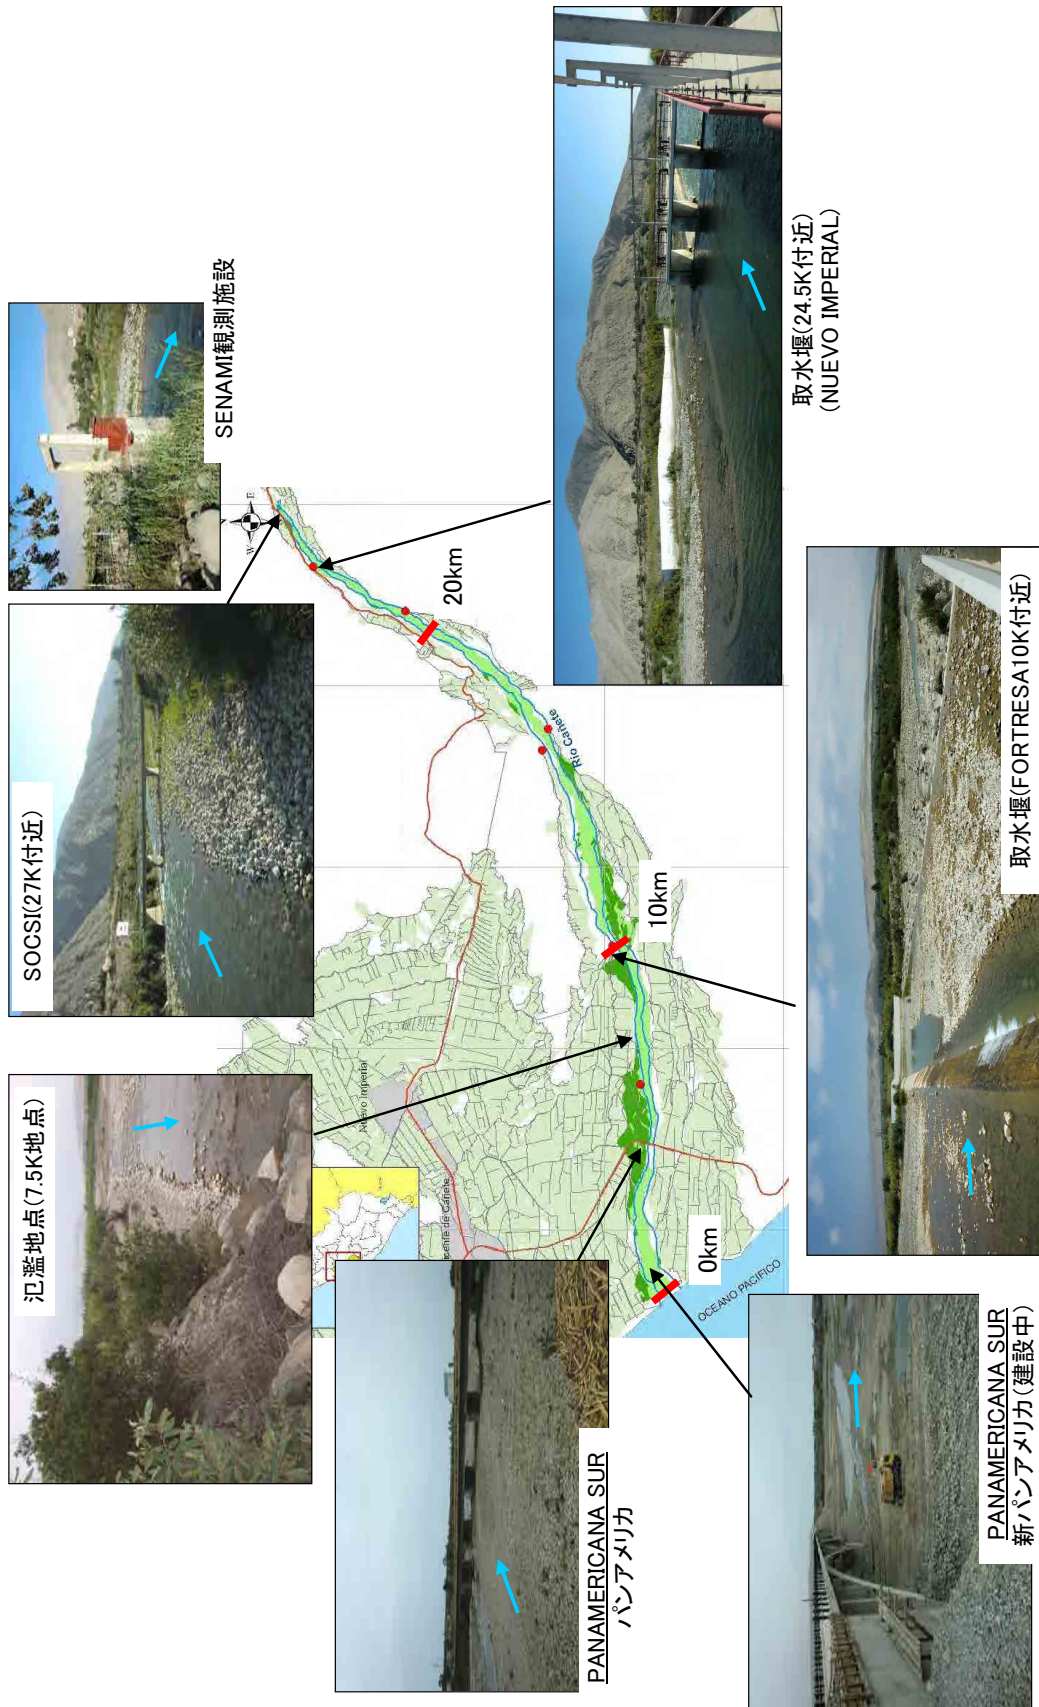 氾濫地点(7.5K地点)
SOCSI(27K付近)
SENAMI観測施設
Nuevo Imperial
cente de Cañete
W
E
20km
10km
0km
Río Cañete
OCEANO PACIFICO
PANAMERICANA SUR
パンアメリカ
PANAMERICANA SUR
新パンアメリカ(建設中)
取水堰(FORTRESA10K付近)
取水堰(24.5K付近)
(NUEVO IMPERIAL)